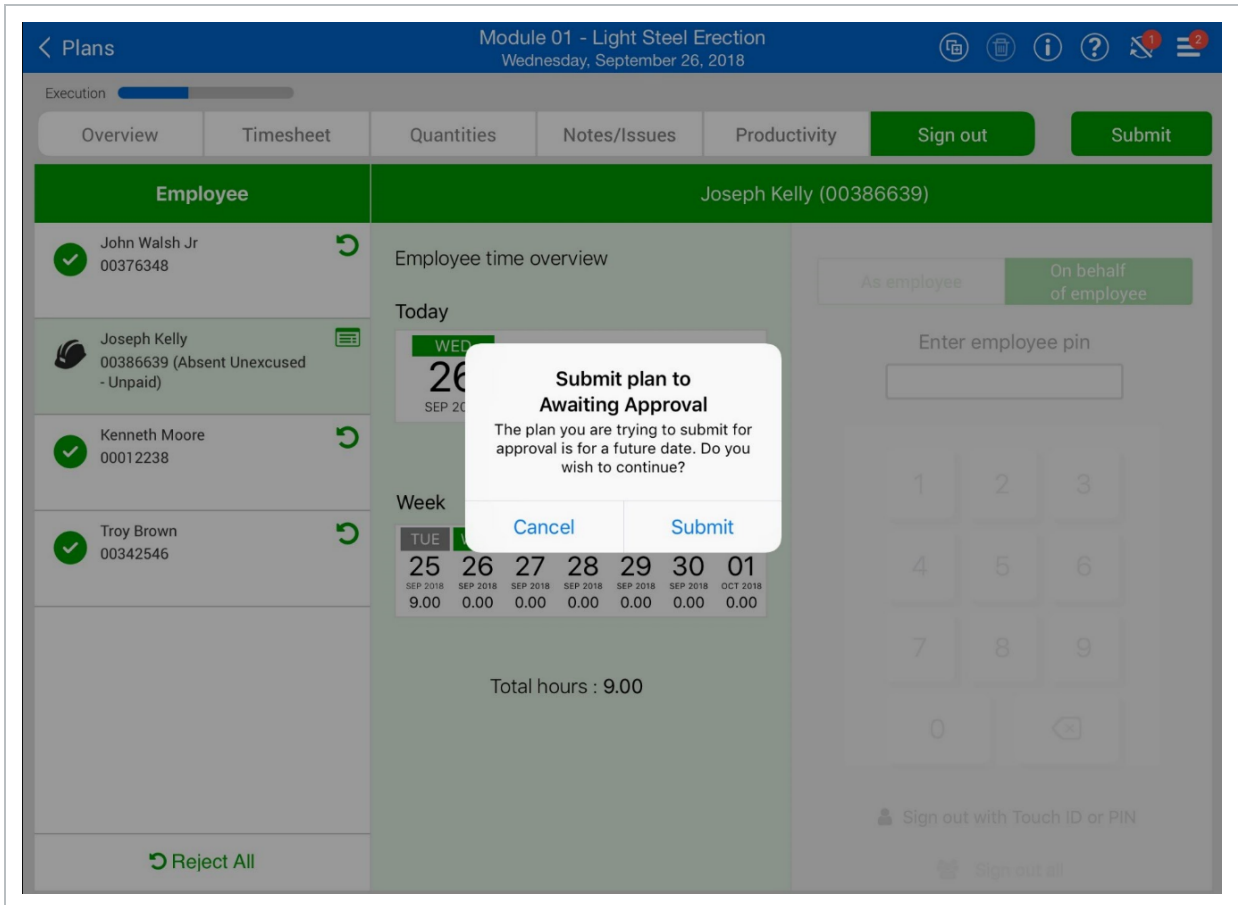 Plans
Module 01 - Light Steel Erection
Wednesday, September 26, 2018
1
2
Execution
Overview
Timesheet
Quantities
Notes/Issues
Productivity
Sign out
Submit
Employee
Joseph Kelly (00386639)
John Walsh Jr
00376348
Joseph Kelly
00386639 (Absent Unexcused
- Unpaid)
Kenneth Moore
00012238
Troy Brown
00342546
Reject All
Employee time overview
Today
WED
26
SEP 20
Week
TUE
25 26 27 28 29 30 01
SEP 2018 SEP 2018 SEP 2018 SEP 2018 SEP 2018 SEP 2018 OCT 2018
9.00 0.00 0.00 0.00 0.00 0.00 0.00
Total hours : 9.00
Submit plan to
Awaiting Approval
The plan you are trying to submit for
approval is for a future date. Do you
wish to continue?
Cancel
Submit
As employee
On behalf
of employee
Enter employee pin
1 2 3
4 5 6
7 8 9
0
Sign out with Touch ID or PIN
Sign out all